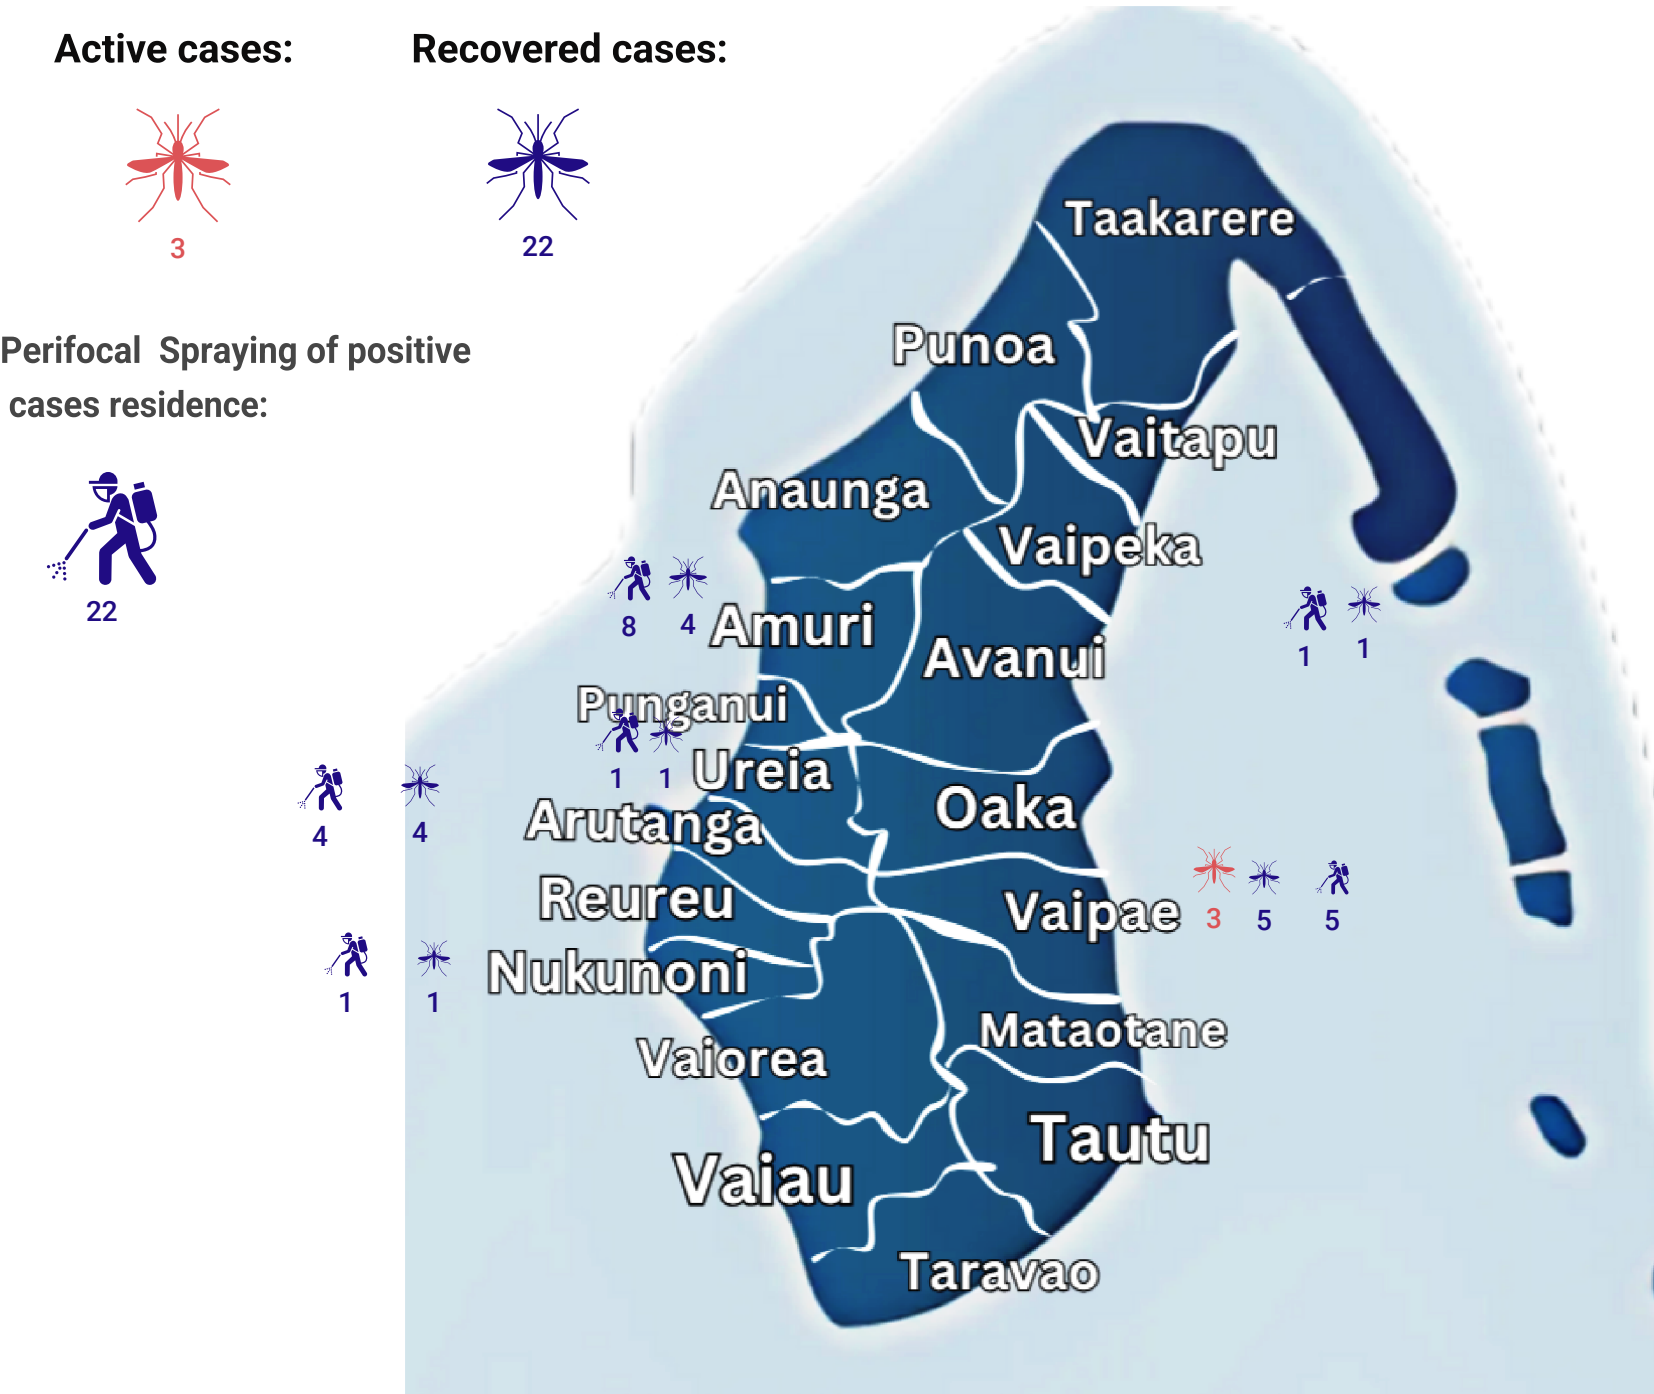 Active cases:
Recovered cases:
3
22
Perifocal  Spraying of positive
cases residence:
22
Taakarere
Punoa
Vaitapu
Anaunga
Vaipeka
8
4
Amuri
Avanui
1
1
Punganui
1
1
Ureia
4
4
Arutanga
Oaka
Reureu
Vaipae
3
5
5
Nukunoni
1
1
Mataotane
Vaiorea
Tautu
Vaiau
Taravao